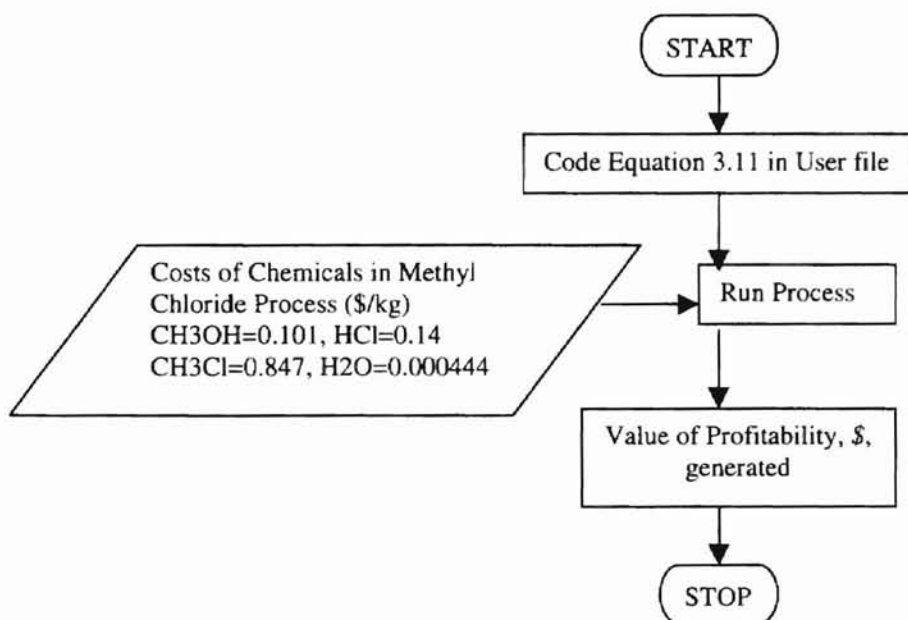 START
Code Equation 3.11 in User file
Costs of Chemicals in Methyl
Chloride Process ($/kg)
CH3OH=0.101, HCl=0.14
CH3Cl=0.847, H2O=0.000444
Run Process
Value of Profitability, $,
generated
STOP